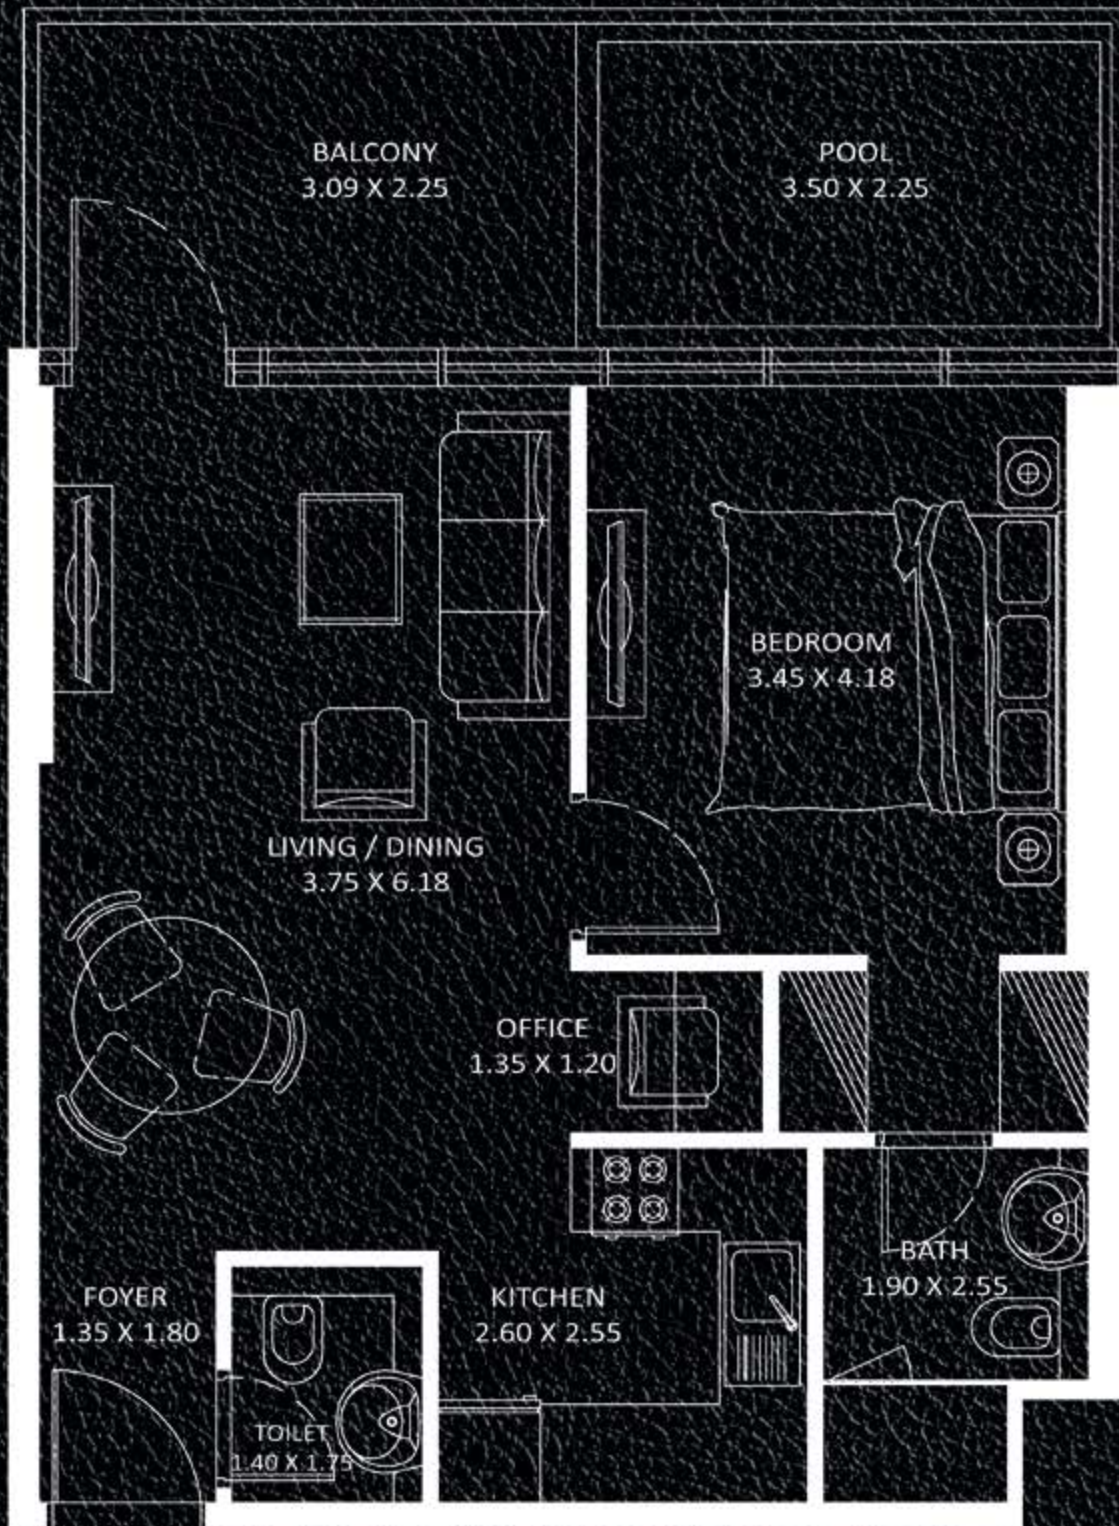 BALCONY
3.09 X 2.25
POOL
3.50 X 2.25
BEDROOM
3.45 X 4.18
LIVING / DINING
3.75 X 6.18
OFFICE
1.35 X 1.20
BATH
1.90 X 2.55
FOYER
1.35 X 1.80
KITCHEN
2.60 X 2.55
TOILET
1.40 X 1.75